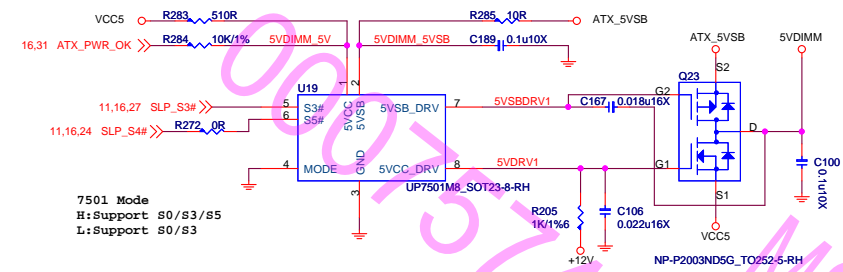 VCC5 R283 510R R285 10R ATX_5VSB
16,31 ATX_PWR_OK R284 10K/1% 5VDIMM_5V 5VDIMM_5VSB C189 0.1u10X ATX_5VSB 5VDIMM
1 2 S2
U19 G2 Q23
11,16,27 SLP_S3# 5 S3# 5VCC 5VSB 5VSB_DRV 7 5VSBDRV1 C167 0.018u16X
11,16,24 SLP_S4# R272 0R 6 S5# D
4 MODE GND 5VCC_DRV 8 5VDRV1 G1 C100 0.1u10X
UP7501M8_SOT23-8-RH
3 S1
7501 Mode
H:Support S0/S3/S5
L:Support S0/S3
R205 1K/1%6 C106 0.022u16X VCC5
+12V NP-P2003ND5G_TO252-5-RH
000757